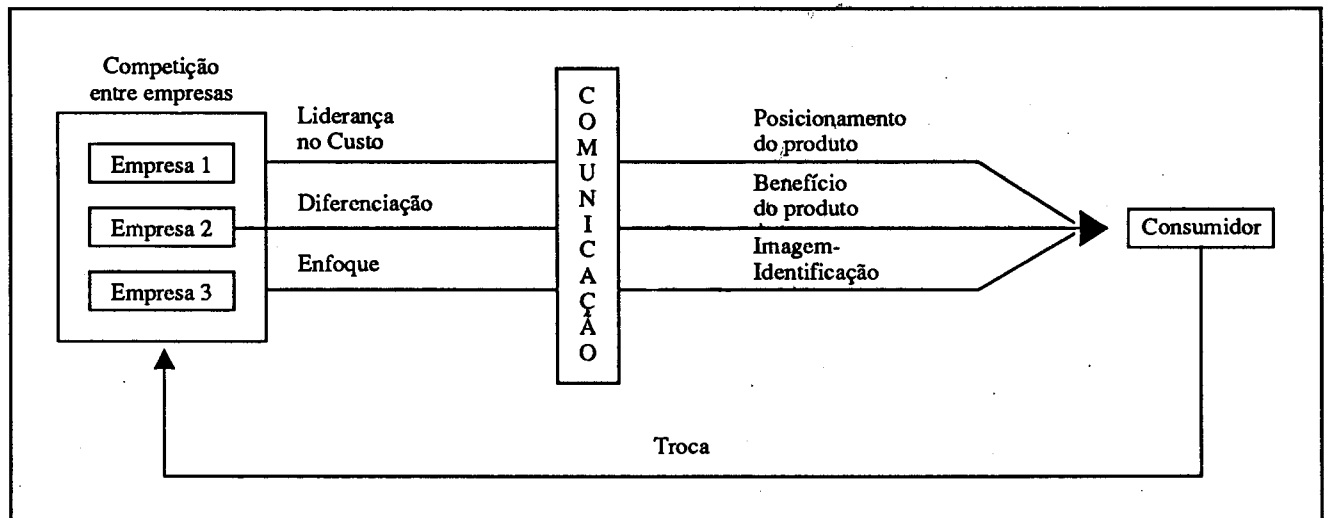 Competição
entre empresas
Empresa 1
Empresa 2
Empresa 3
Liderança
no Custo
Diferenciação
Enfoque
COMUNICAÇÃO
Posicionamento
do produto
Benefício
do produto
Imagem-
Identificação
Consumidor
Troca